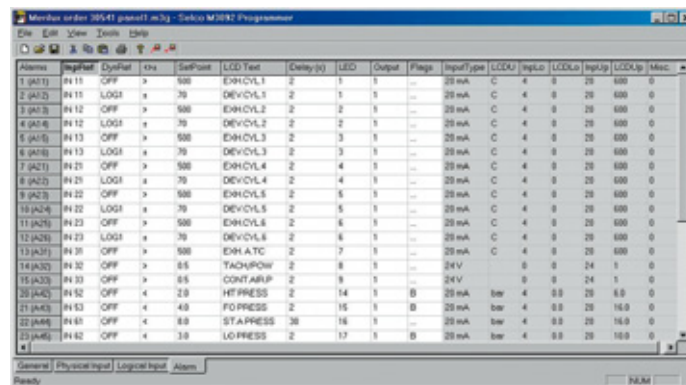 Merilux order 30541 panel1.m3g - Selco M3092 Programmer
File Edit View Tools Help
Alarms InpRef DynRef <>± SetPoint LCD Text Delay (s) LED Output Flags InputType LCDU InpLo LCDLo InpUp LCDUp Misc.
1 (A11) IN 11 OFF > 500 EXH.CYL.1 2 1 1 ... 20 mA C 4 0 20 600 0
2 (A12) IN 11 LOG1 ± 70 DEV.CYL.1 2 1 1 ... 20 mA C 4 0 20 600 0
3 (A13) IN 12 OFF > 500 EXH.CYL.2 2 2 1 ... 20 mA C 4 0 20 600 0
4 (A14) IN 12 LOG1 ± 70 DEV.CYL.2 2 2 1 ... 20 mA C 4 0 20 600 0
5 (A15) IN 13 OFF > 500 EXH.CYL.3 2 3 1 ... 20 mA C 4 0 20 600 0
6 (A16) IN 13 LOG1 ± 70 DEV.CYL.3 2 3 1 ... 20 mA C 4 0 20 600 0
7 (A21) IN 21 OFF > 500 EXH.CYL.4 2 4 1 ... 20 mA C 4 0 20 600 0
8 (A22) IN 21 LOG1 ± 70 DEV.CYL.4 2 4 1 ... 20 mA C 4 0 20 600 0
9 (A23) IN 22 OFF > 500 EXH.CYL.5 2 5 1 ... 20 mA C 4 0 20 600 0
10 (A24) IN 22 LOG1 ± 70 DEV.CYL.5 2 5 1 ... 20 mA C 4 0 20 600 0
11 (A25) IN 23 OFF > 500 EXH.CYL.6 2 6 1 ... 20 mA C 4 0 20 600 0
12 (A26) IN 23 LOG1 ± 70 DEV.CYL.6 2 6 1 ... 20 mA C 4 0 20 600 0
13 (A31) IN 31 OFF > 500 EXH. A.TC 2 7 1 ... 20 mA C 4 0 20 600 0
14 (A32) IN 32 OFF > 0.5 TACH/POW 2 8 1 ... 24 V 0 0 24 1 0
15 (A33) IN 33 OFF > 0.5 CONT.AIR.P 2 9 1 ... 24 V 0 0 24 1 0
20 (A42) IN 52 OFF < 2.0 HT PRESS 2 14 1 B 20 mA bar 4 0.0 20 6.0 0
21 (A43) IN 53 OFF < 4.0 FO PRESS 2 15 1 B 20 mA bar 4 0.0 20 16.0 0
22 (A44) IN 61 OFF < 8.0 ST.A PRESS 30 16 1 ... 20 mA bar 4 0.0 20 16.0 0
23 (A45) IN 62 OFF < 3.0 LO PRESS 2 17 1 B 20 mA bar 4 0.0 20 10.0 0
General Physical Input Logical Input Alarm
Ready NUM